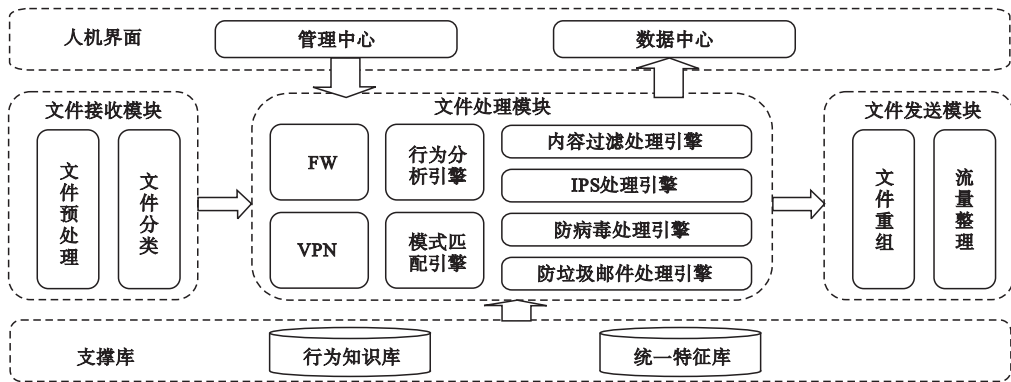 人机界面
管理中心
数据中心
文件接收模块
文件预处理
文件分类
文件处理模块
FW
行为分
析引擎
VPN
模式匹
配引擎
内容过滤处理引擎
IPS处理引擎
防病毒处理引擎
防垃圾邮件处理引擎
文件发送模块
文件重组
流量整理
支撑库
行为知识库
统一特征库